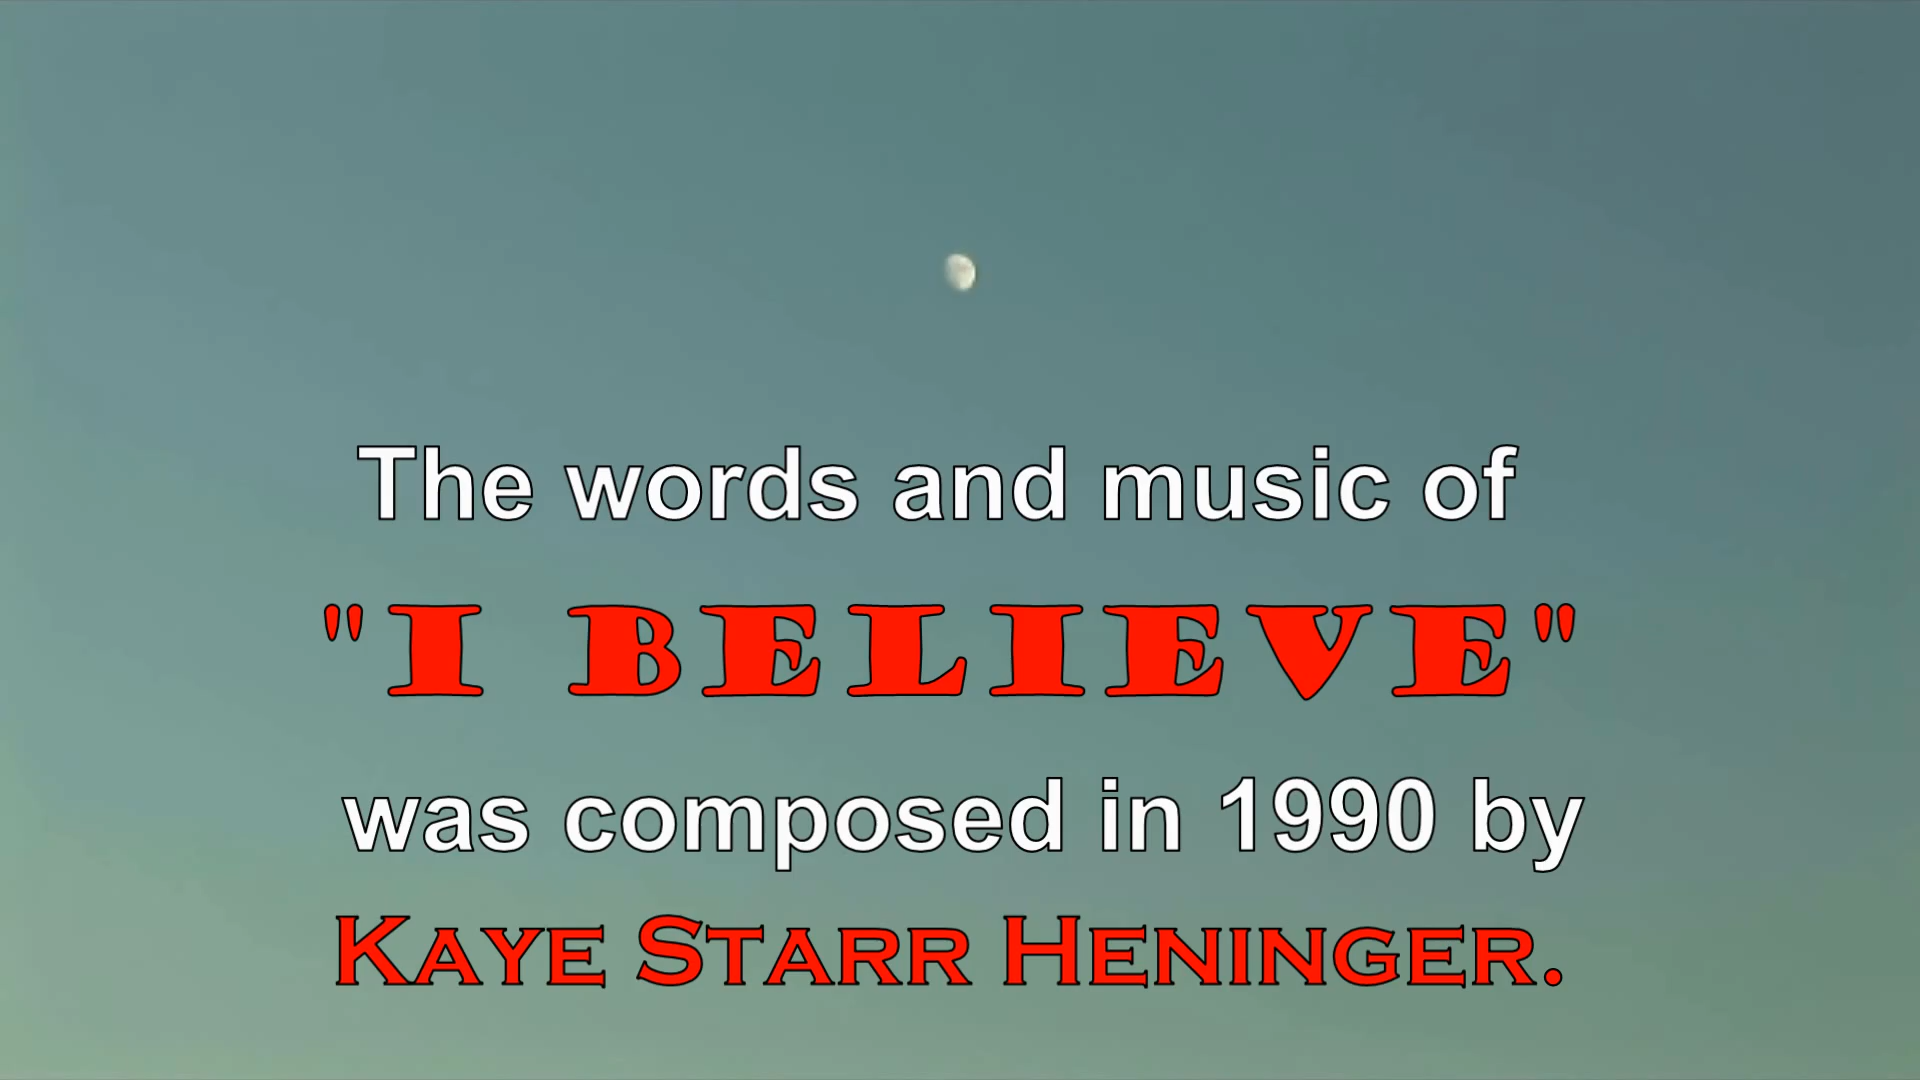 The words and music of
"I BELIEVE"
was composed in 1990 by
KAYE STARR HENINGER.